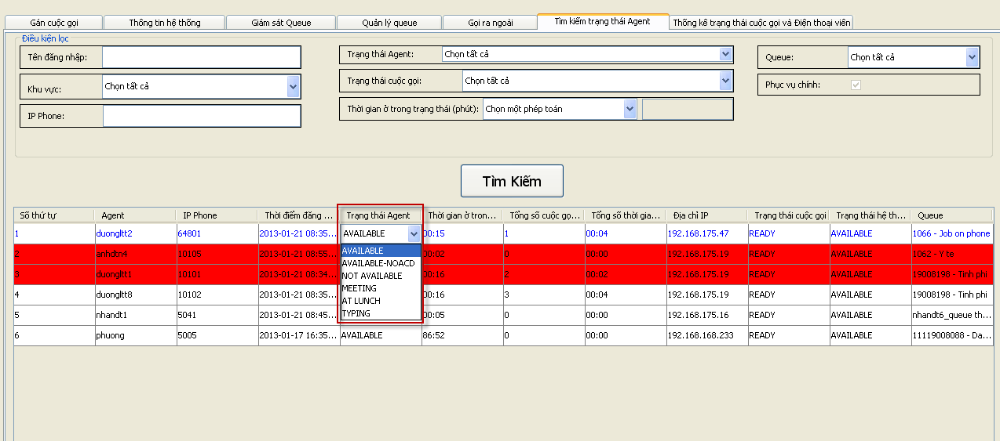 Gán cuộc gọi Thông tin hệ thống Giám sát Queue Quản lý queue Gọi ra ngoài Tìm kiếm trạng thái Agent Thống kê trạng thái cuộc gọi và Điện thoại viên
Điều kiện lọc
Tên đăng nhập: Trạng thái Agent: Chọn tất cả Queue: Chọn tất cả
Khu vực: Chọn tất cả Trạng thái cuộc gọi: Chọn tất cả Phục vụ chính:
IP Phone: Thời gian ở trong trạng thái (phút): Chọn một phép toán
Tìm Kiếm
Số thứ tự Agent IP Phone Thời điểm đăng ... Trạng thái Agent Thời gian ở tron... Tổng số cuộc gọ... Tổng số thời gia... Địa chỉ IP Trạng thái cuộc gọi Trạng thái hệ th... Queue
1 duongltt2 64801 2013-01-21 08:35... AVAILABLE 00:15 1 00:04 192.168.175.47 READY AVAILABLE 1066 - Job on phone
2 anhdtn4 10105 2013-01-21 08:55... AVAILABLE 00:02 0 00:00 192.168.175.19 READY AVAILABLE 1062 - Y te
AVAILABLE-NOACD
3 duongltt1 10101 2013-01-21 08:34... NOT AVAILABLE 00:16 2 00:02 192.168.175.19 READY AVAILABLE 19008198 - Tinh phi
MEETING
4 duongltt8 10102 2013-01-21 08:35... AT LUNCH 00:16 3 00:04 192.168.175.19 READY AVAILABLE 19008198 - Tinh phi
5 nhandt1 5041 2013-01-21 08:45... TYPING 00:05 0 00:00 192.168.175.16 READY AVAILABLE nhandt6_queue th...
6 phuong 5005 2013-01-17 16:35... AVAILABLE 86:52 0 00:00 192.168.168.233 READY AVAILABLE 11119008088 - Da...